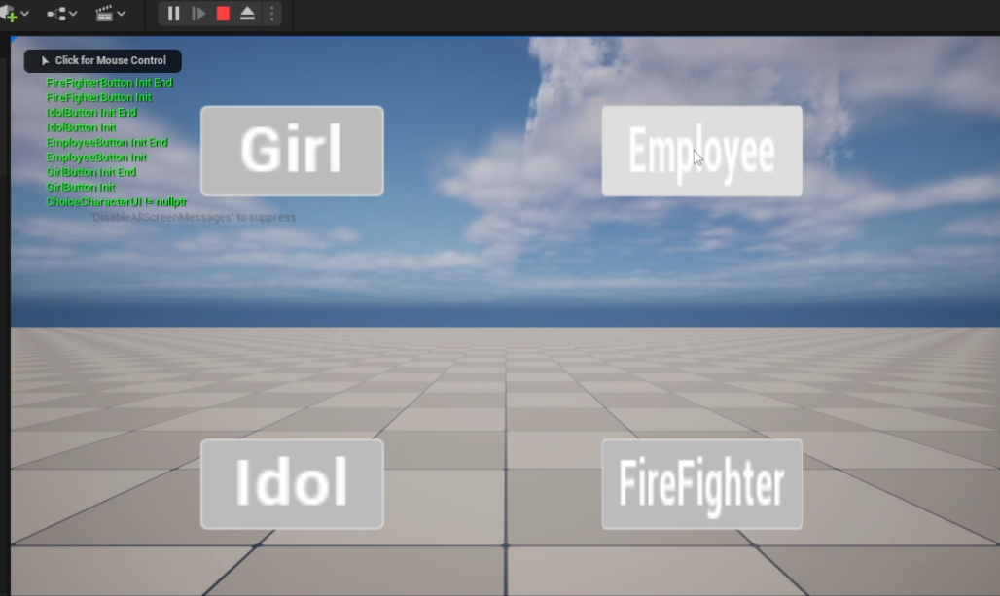 Click for Mouse Control
FireFighterButton Init End
FireFighterButton Init
IdolButton Init End
IdolButton Init
EmployeeButton Init End
EmployeeButton Init
GirlButton Init End
GirlButton Init
ChoiceCharacterUI != nullptr
'DisableAllScreenMessages' to suppress
Girl
Employee
Idol
FireFighter